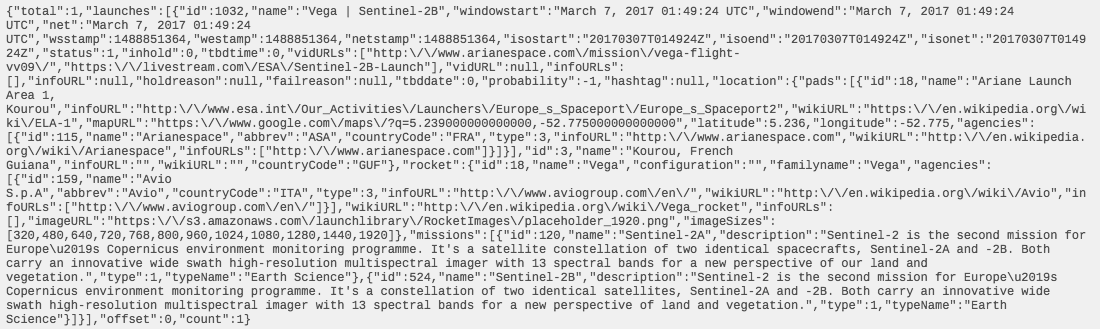 {"total":1,"launches":[{"id":1032,"name":"Vega | Sentinel-2B","windowstart":"March 7, 2017 01:49:24 UTC","windowend":"March 7, 2017 01:49:24
UTC","net":"March 7, 2017 01:49:24
UTC","wsstamp":1488851364,"westamp":1488851364,"netstamp":1488851364,"isostart":"20170307T014924Z","isoend":"20170307T014924Z","isonet":"20170307T0149
24Z","status":1,"inhold":0,"tbdtime":0,"vidURLs":["http:\/\/www.arianespace.com\/mission\/vega-flight-
vv09\/","https:\/\/livestream.com\/ESA\/Sentinel-2B-Launch"],"vidURL":null,"infoURLs":
[],"infoURL":null,"holdreason":null,"failreason":null,"tbddate":0,"probability":-1,"hashtag":null,"location":{"pads":[{"id":18,"name":"Ariane Launch
Area 1,
Kourou","infoURL":"http:\/\/www.esa.int\/Our_Activities\/Launchers\/Europe_s_Spaceport\/Europe_s_Spaceport2","wikiURL":"https:\/\/en.wikipedia.org\/wi
ki\/ELA-1","mapURL":"https:\/\/www.google.com\/maps\/?q=5.239000000000000,-52.775000000000000","latitude":5.236,"longitude":-52.775,"agencies":
[{"id":115,"name":"Arianespace","abbrev":"ASA","countryCode":"FRA","type":3,"infoURL":"http:\/\/www.arianespace.com","wikiURL":"http:\/\/en.wikipedia.
org\/wiki\/Arianespace","infoURLs":["http:\/\/www.arianespace.com"]}]}],"id":3,"name":"Kourou, French
Guiana","infoURL":"","wikiURL":"","countryCode":"GUF"},"rocket":{"id":18,"name":"Vega","configuration":"","familyname":"Vega","agencies":
[{"id":159,"name":"Avio
S.p.A","abbrev":"Avio","countryCode":"ITA","type":3,"infoURL":"http:\/\/www.aviogroup.com\/en\/","wikiURL":"http:\/\/en.wikipedia.org\/wiki\/Avio","in
foURLs":["http:\/\/www.aviogroup.com\/en\/"]}],"wikiURL":"http:\/\/en.wikipedia.org\/wiki\/Vega_rocket","infoURLs":
[],"imageURL":"https:\/\/s3.amazonaws.com\/launchlibrary\/RocketImages\/placeholder_1920.png","imageSizes":
[320,480,640,720,768,800,960,1024,1080,1280,1440,1920]},"missions":[{"id":120,"name":"Sentinel-2A","description":"Sentinel-2 is the second mission for
Europe\u2019s Copernicus environment monitoring programme. It's a satellite constellation of two identical spacecrafts, Sentinel-2A and -2B. Both
carry an innovative wide swath high-resolution multispectral imager with 13 spectral bands for a new perspective of our land and
vegetation.","type":1,"typeName":"Earth Science"},{"id":524,"name":"Sentinel-2B","description":"Sentinel-2 is the second mission for Europe\u2019s
Copernicus environment monitoring programme. It's a constellation of two identical satellites, Sentinel-2A and -2B. Both carry an innovative wide
swath high-resolution multispectral imager with 13 spectral bands for a new perspective of land and vegetation.","type":1,"typeName":"Earth
Science"}]}],"offset":0,"count":1}